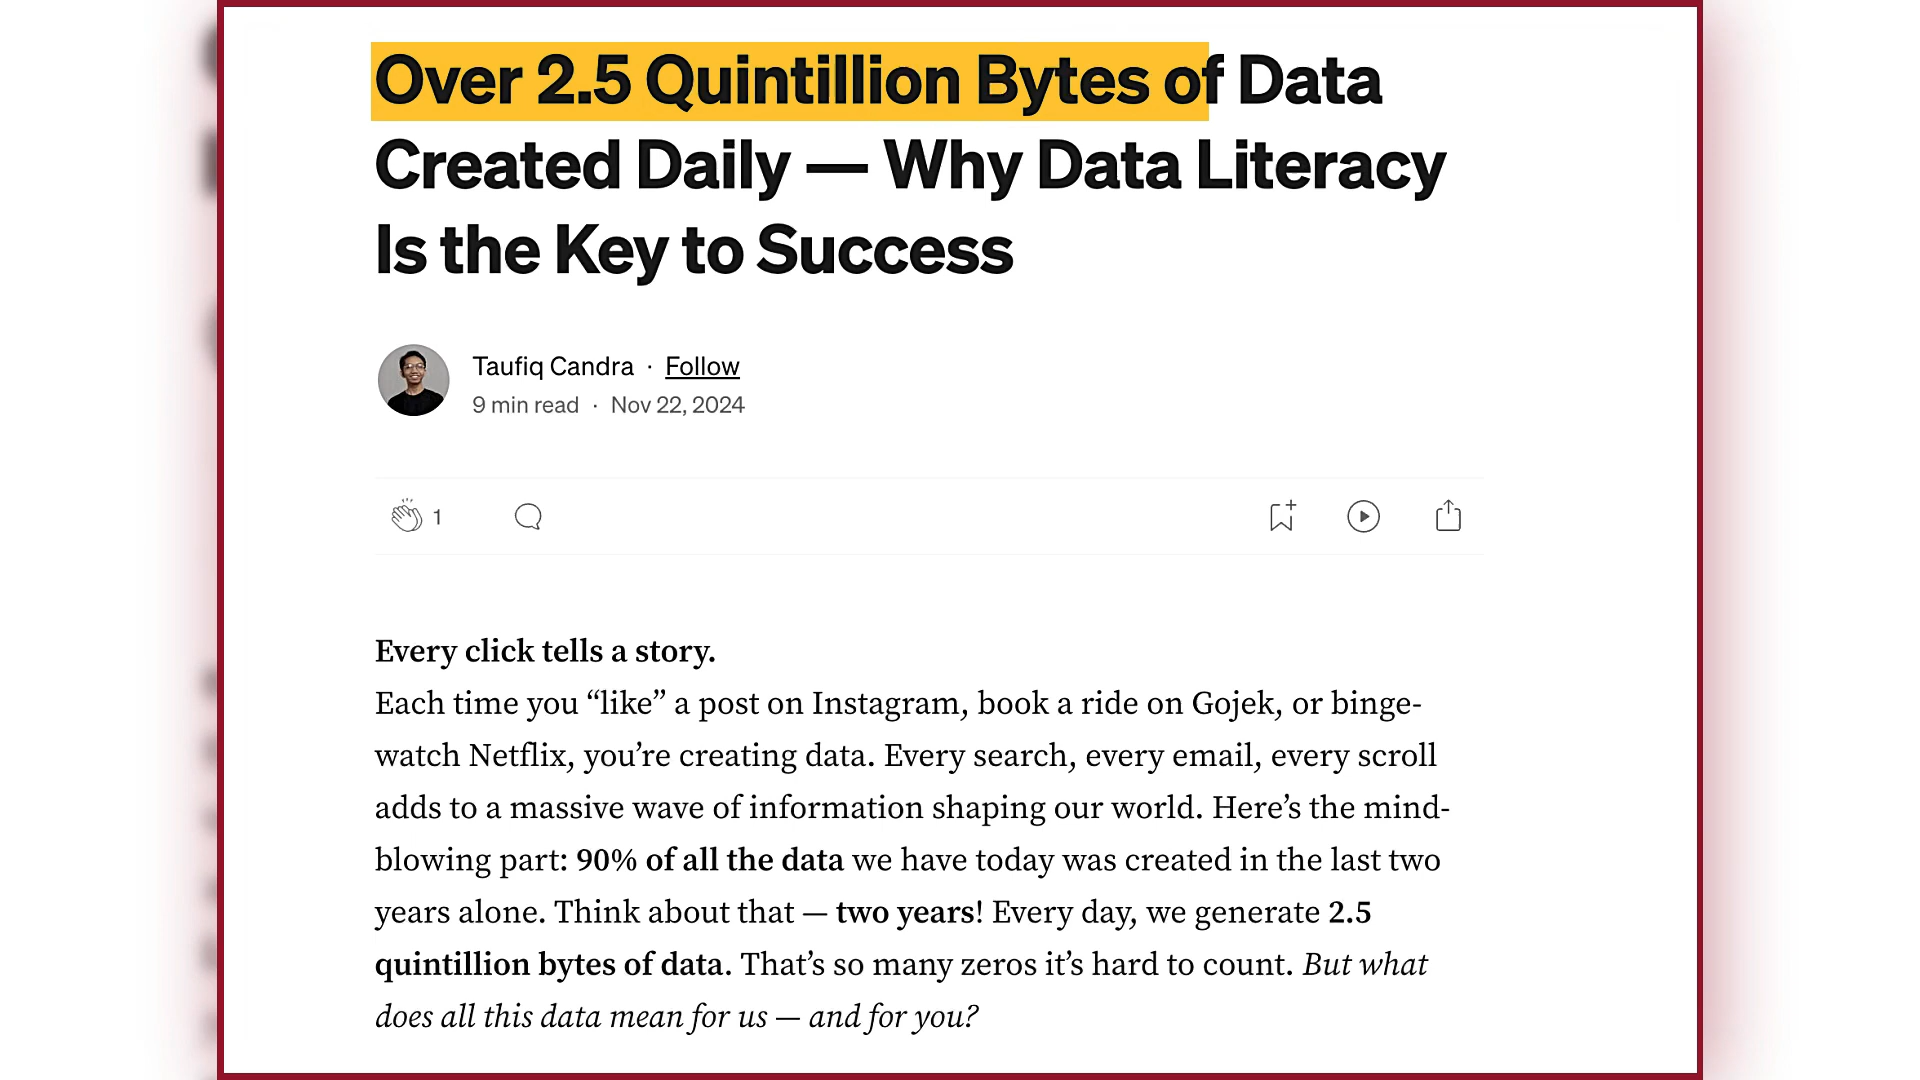 Over 2.5 Quintillion Bytes of Data
Created Daily — Why Data Literacy
Is the Key to Success
Taufiq Candra · Follow
9 min read · Nov 22, 2024
1
Every click tells a story.
Each time you “like” a post on Instagram, book a ride on Gojek, or binge-
watch Netflix, you’re creating data. Every search, every email, every scroll
adds to a massive wave of information shaping our world. Here’s the mind-
blowing part: 90% of all the data we have today was created in the last two
years alone. Think about that — two years! Every day, we generate 2.5
quintillion bytes of data. That’s so many zeros it’s hard to count. But what
does all this data mean for us — and for you?